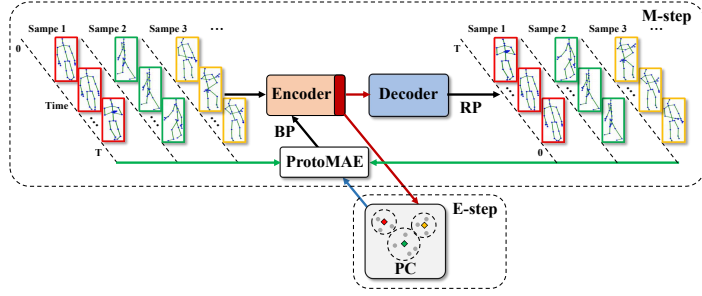 M-step
Sampe 1 Sampe 2 Sampe 3 ...
0
Time
T
Encoder
Decoder
BP
RP
ProtoMAE
Sampe 1 Sampe 2 Sampe 3 ...
T
0
E-step
PC